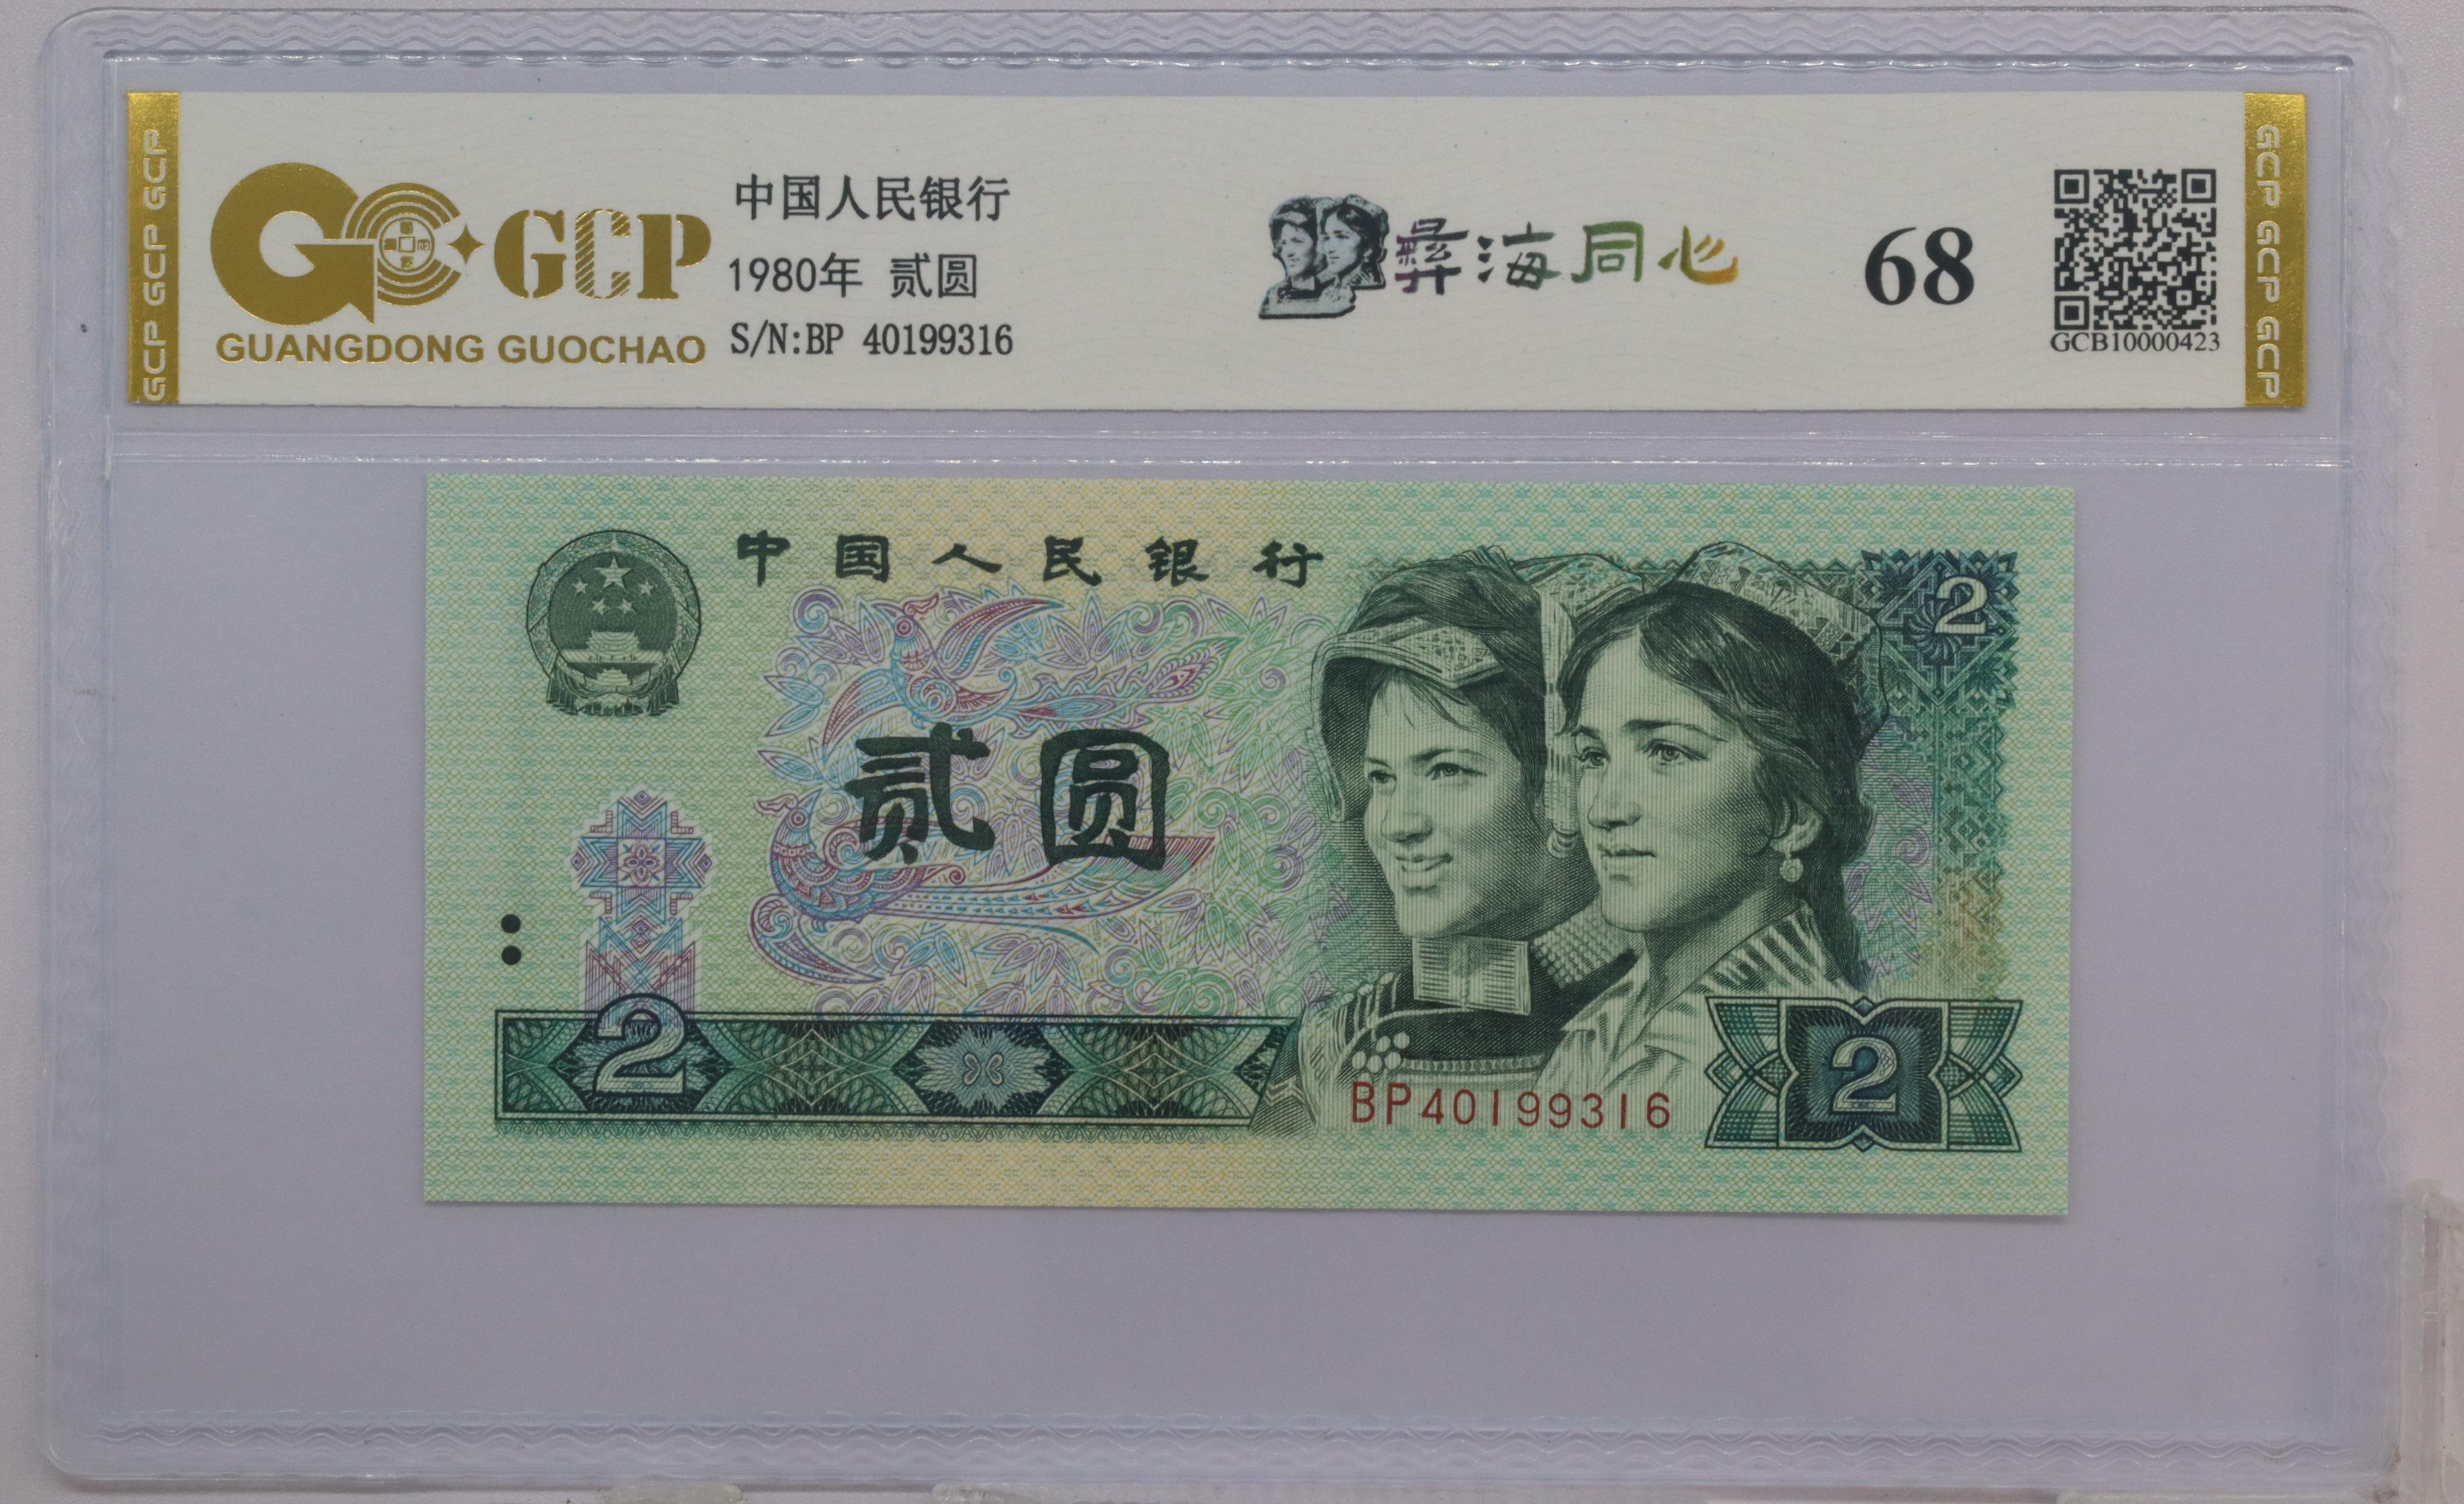 GCP GCP GCP
GCP
GUANGDONG GUOCHAO
中国人民银行
1980年 贰圆
S/N:BP 40199316
彝海同心
68
GCB10000423
GCP GCP GCP
中国人民银行
2
贰圆
2
BP40199316
2